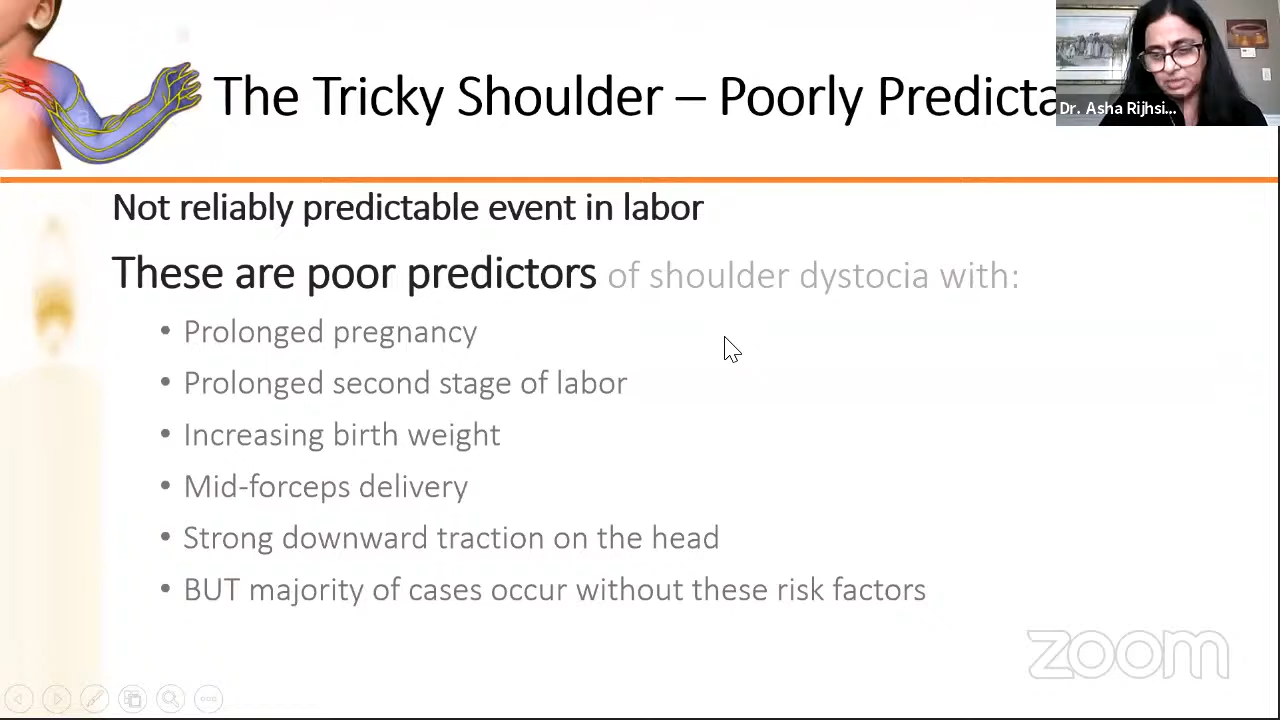 The Tricky Shoulder – Poorly Predicta
Dr. Asha Rijhsi...
Not reliably predictable event in labor
These are poor predictors of shoulder dystocia with:
• Prolonged pregnancy
• Prolonged second stage of labor
• Increasing birth weight
• Mid-forceps delivery
• Strong downward traction on the head
• BUT majority of cases occur without these risk factors
zoom